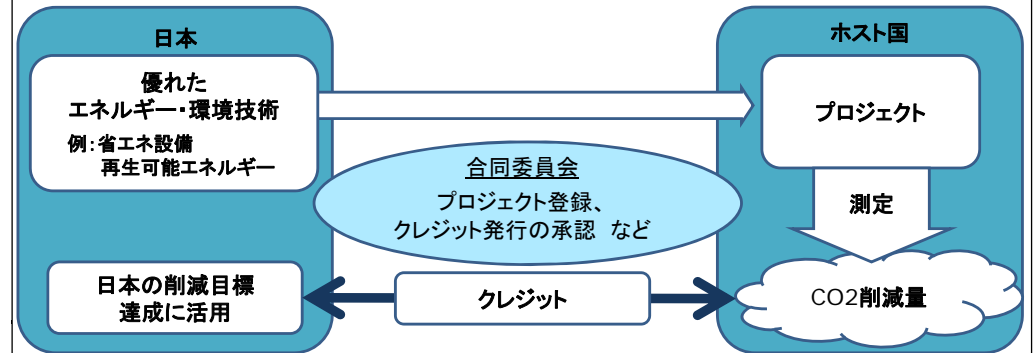 日本
優れた
エネルギー・環境技術
例:省エネ設備
再生可能エネルギー
ホスト国
プロジェクト
合同委員会
プロジェクト登録、
クレジット発行の承認 など
測定
日本の削減目標
達成に活用
クレジット
CO2削減量